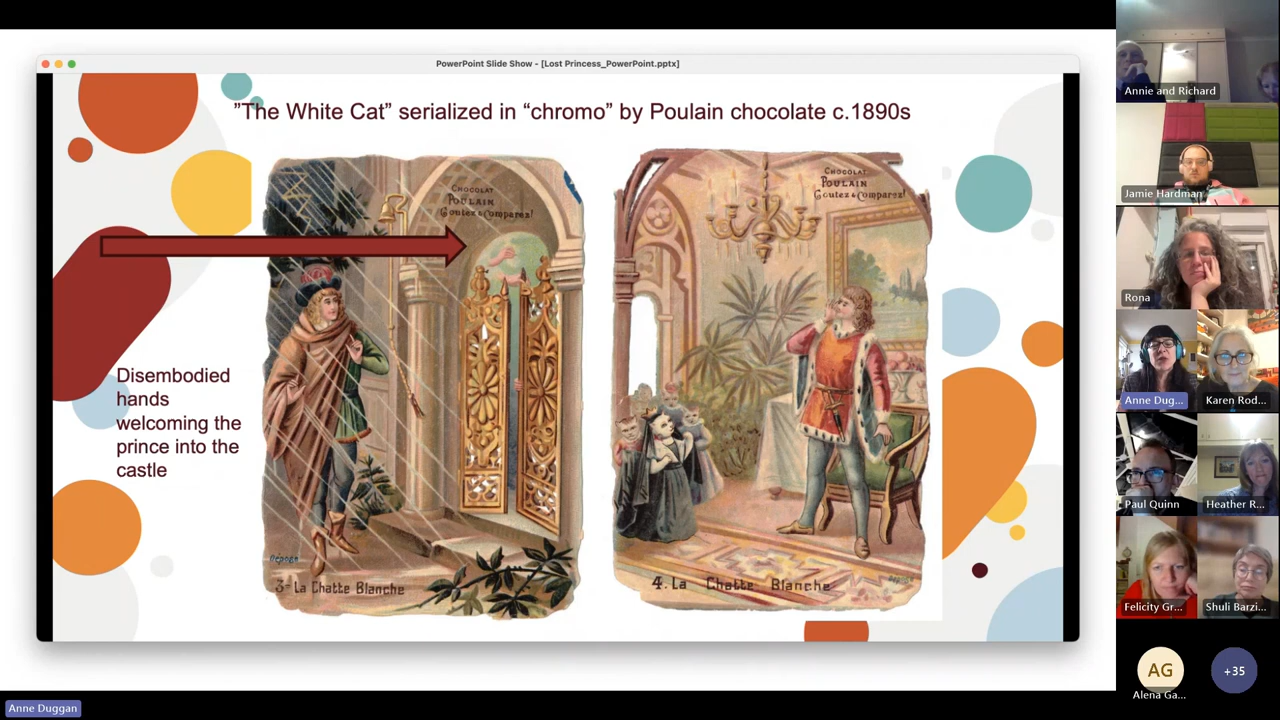 PowerPoint Slide Show - [Lost Princess_PowerPoint.pptx]
”The White Cat” serialized in “chromo” by Poulain chocolate c.1890s
Disembodied
hands
welcoming the
prince into the
castle
CHOCOLAT
POULAIN
Goutez & Comparez!
Déposé
3- La Chatte Blanche
CHOCOLAT
POULAIN
Goutez & Comparez!
4. La Chatte Blanche
Annie and Richard
Jamie Hardman
Rona
Anne Dug...
Karen Rod...
Paul Quinn
Heather R...
Felicity Gr...
Shuli Barzi...
AG
Alena Ga...
+35
Anne Duggan